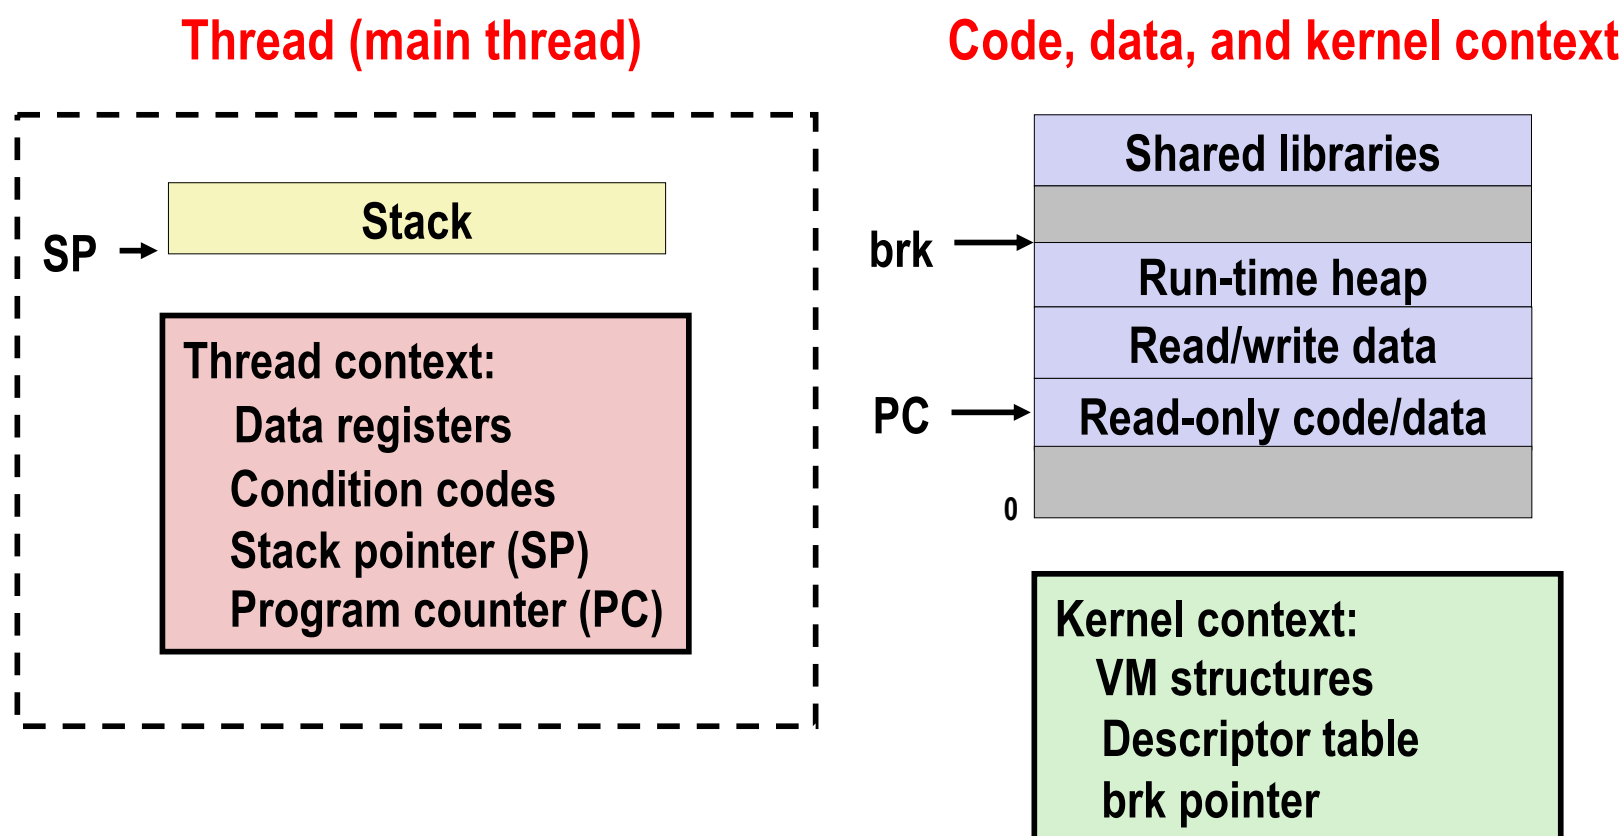 Thread (main thread)
Stack
SP
Thread context:
Data registers
Condition codes
Stack pointer (SP)
Program counter (PC)
Code, data, and kernel context
Shared libraries
brk
Run-time heap
Read/write data
PC
Read-only code/data
0
Kernel context:
VM structures
Descriptor table
brk pointer